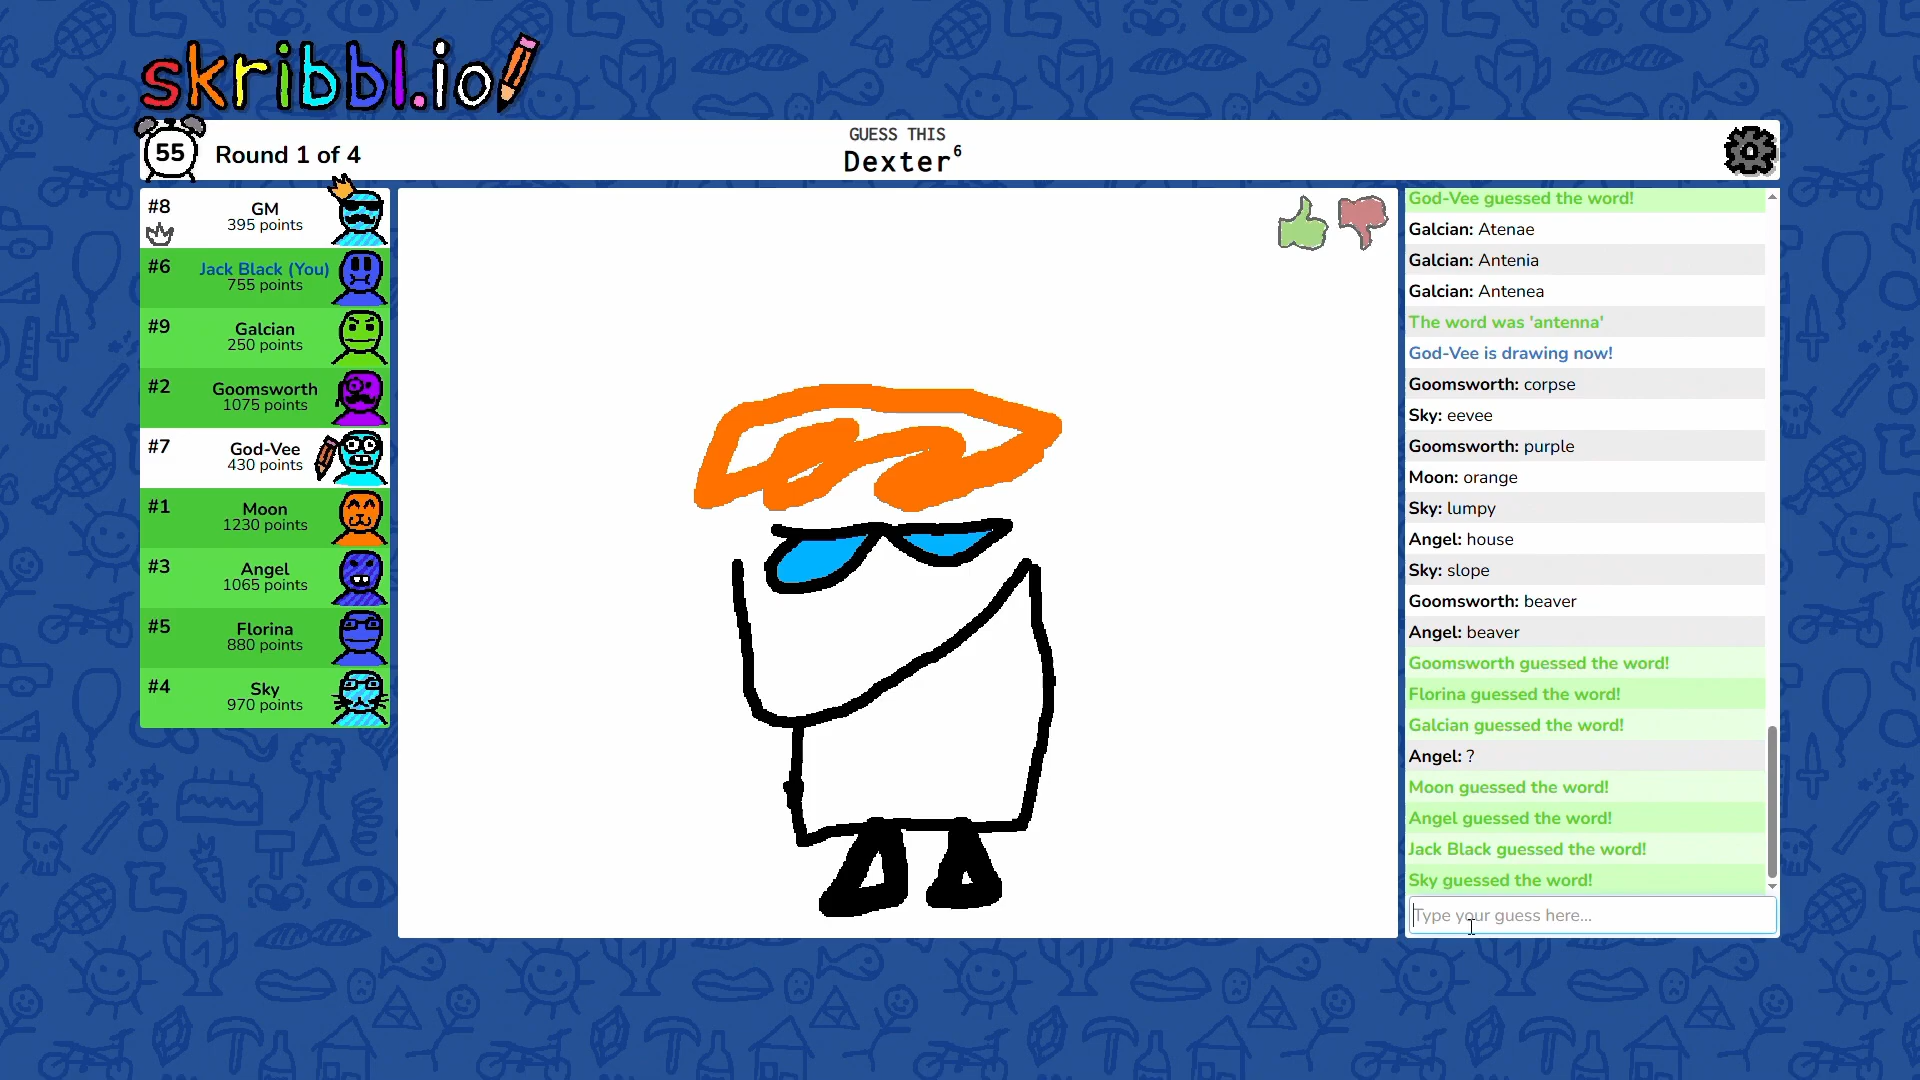 skribbl.io
55
Round 1 of 4
GUESS THIS
Dexter6
#8
GM
395 points
#6
Jack Black (You)
755 points
#9
Galcian
250 points
#2
Goomsworth
1075 points
#7
God-Vee
430 points
#1
Moon
1230 points
#3
Angel
1065 points
#5
Florina
880 points
#4
Sky
970 points
God-Vee guessed the word!
Galcian: Atenae
Galcian: Antenia
Galcian: Antenea
The word was 'antenna'
God-Vee is drawing now!
Goomsworth: corpse
Sky: eevee
Goomsworth: purple
Moon: orange
Sky: lumpy
Angel: house
Sky: slope
Goomsworth: beaver
Angel: beaver
Goomsworth guessed the word!
Florina guessed the word!
Galcian guessed the word!
Angel: ?
Moon guessed the word!
Angel guessed the word!
Jack Black guessed the word!
Sky guessed the word!
Type your guess here...